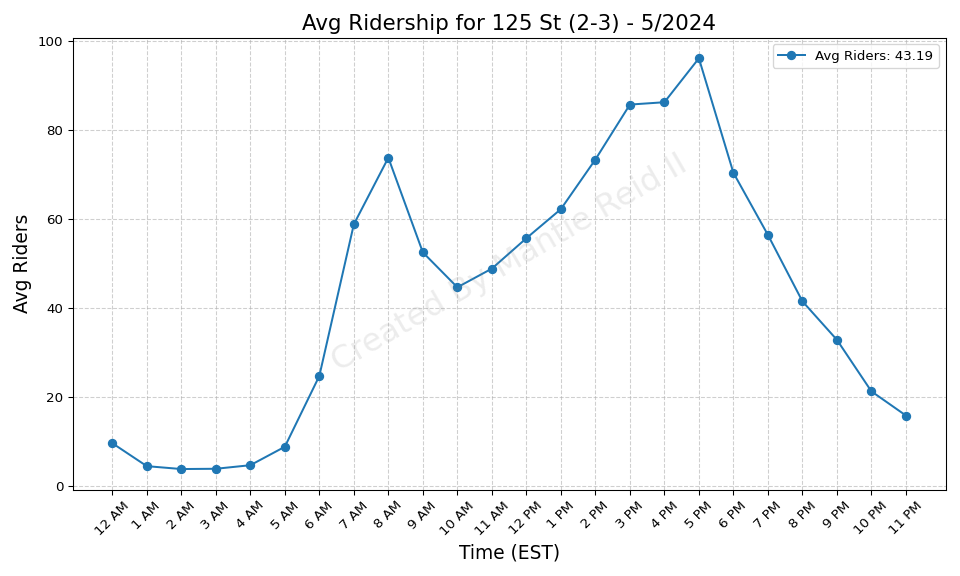 Avg Ridership for 125 St (2-3) - 5/2024
Avg Riders: 43.19
100
80
60
40
20
0
Avg Riders
Created By Mantle Reid II
12 AM
1 AM
2 AM
3 AM
4 AM
5 AM
6 AM
7 AM
8 AM
9 AM
10 AM
11 AM
12 PM
1 PM
2 PM
3 PM
4 PM
5 PM
6 PM
7 PM
8 PM
9 PM
10 PM
11 PM
Time (EST)